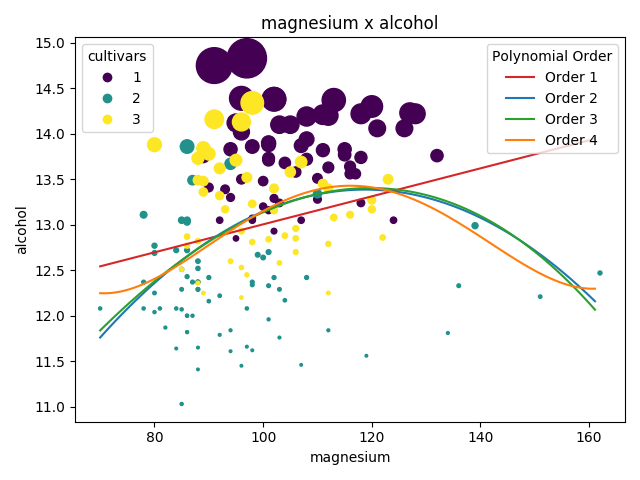 magnesium x alcohol
cultivars
1
2
3
Polynomial Order
Order 1
Order 2
Order 3
Order 4
15.0
14.5
14.0
13.5
13.0
12.5
12.0
11.5
11.0
alcohol
80 100 120 140 160
magnesium